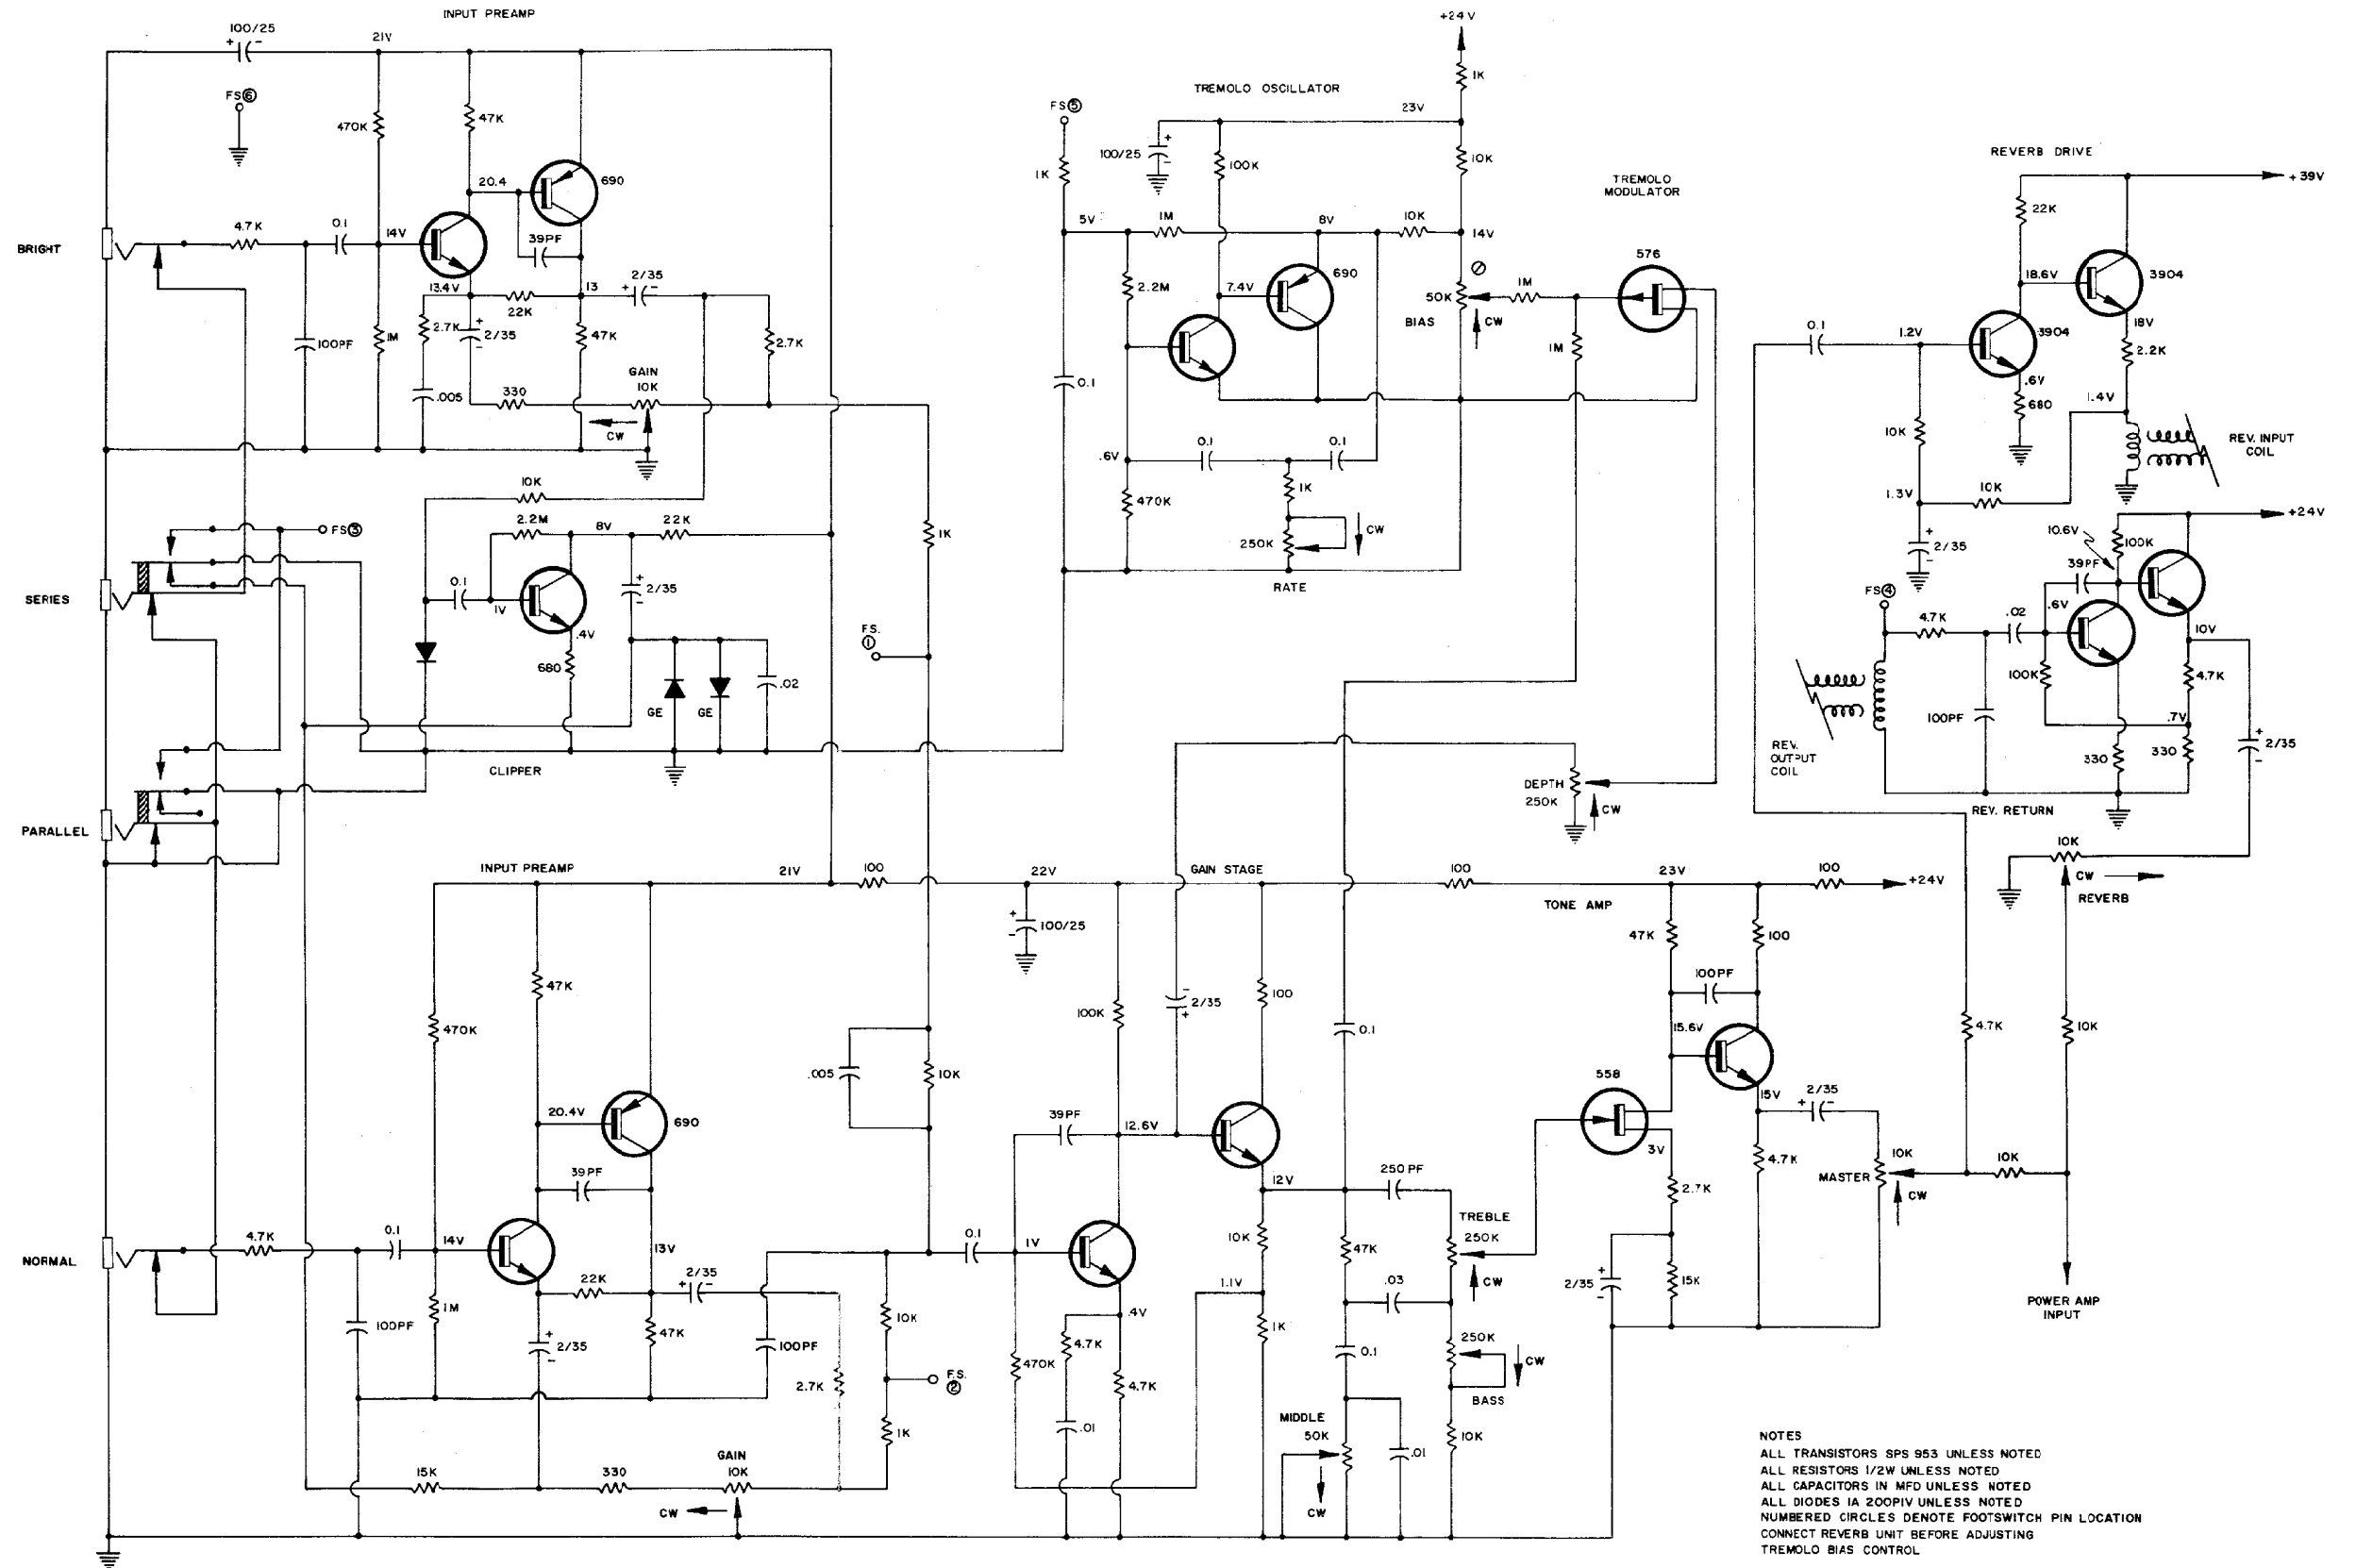 INPUT PREAMP
100/25
+ -
21V
FS⑥
470K
47K
20.4
690
BRIGHT
4.7K
0.1
14V
39PF
13.4V
22K
13
2/35
+ -
2.7K
+
2/35
-
47K
2.7K
100PF
1M
.005
330
GAIN
10K
CW
10K
FS③
2.2M
8V
22K
1K
SERIES
0.1
1V
.4V
+
2/35
-
680
FS.
①
GE
GE
.02
CLIPPER
PARALLEL
+24V
1K
TREMOLO OSCILLATOR
23V
FS⑤
100/25
+
-
1K
100K
10K
5V
1M
8V
10K
14V
2.2M
7.4V
690
50K
BIAS
CW
1M
TREMOLO
MODULATOR
576
1M
0.1
.6V
0.1
0.1
470K
1K
250K
CW
RATE
DEPTH
250K
CW
REVERB DRIVE
+39V
22K
18.6V
3904
0.1
1.2V
3904
18V
2.2K
.6V
680
1.4V
10K
REV. INPUT
COIL
1.3V
10K
+
2/35
-
+24V
10.6V
100K
39PF
FS④
4.7K
.02
.6V
10V
100K
4.7K
100PF
.7V
330
330
+
2/35
-
REV.
OUTPUT
COIL
REV. RETURN
10K
CW
REVERB
INPUT PREAMP
21V
100
22V
GAIN STAGE
100
23V
100
+24V
TONE AMP
+
-
100/25
47K
100
47K
470K
100K
-
2/35
+
100
0.1
100PF
15.6V
4.7K
10K
.005
10K
20.4V
690
39PF
39PF
12.6V
558
15V
2/35
+ -
3V
4.7K
10K
MASTER
CW
10K
NORMAL
4.7K
0.1
14V
13V
22K
2/35
+ -
0.1
1V
12V
250PF
TREBLE
250K
CW
10K
47K
2.7K
1.1V
.03
+
2/35
-
15K
1M
100PF
+
2/35
-
47K
100PF
10K
.4V
4.7K
1K
250K
CW
BASS
0.1
POWER AMP
INPUT
2.7K
F.S.
②
470K
4.7K
1K
.01
MIDDLE
50K
CW
.01
10K
15K
330
GAIN
10K
CW
NOTES
ALL TRANSISTORS SPS 953 UNLESS NOTED
ALL RESISTORS 1/2W UNLESS NOTED
ALL CAPACITORS IN MFD UNLESS NOTED
ALL DIODES 1A 200PIV UNLESS NOTED
NUMBERED CIRCLES DENOTE FOOTSWITCH PIN LOCATION
CONNECT REVERB UNIT BEFORE ADJUSTING
TREMOLO BIAS CONTROL